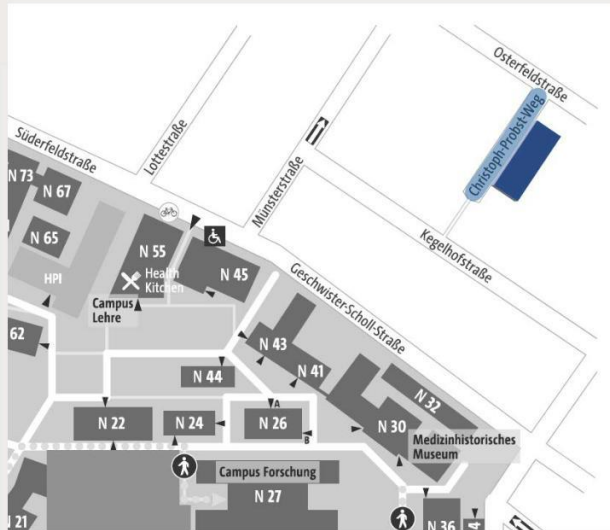 Osterfeldstraße
Christoph-Probst-Weg
Süderfeldstraße
Lottestraße
Münsterstraße
Kegelhofstraße
Geschwister-Scholl-Straße
N 73
N 67
N 65
HPI
N 55
Health
Kitchen
N 45
Campus
Lehre
62
N 43
N 41
N 44
N 32
N 22
N 24
A
N 26
B
N 30
Medizinhistorisches
Museum
Campus Forschung
N 27
N 21
N 36